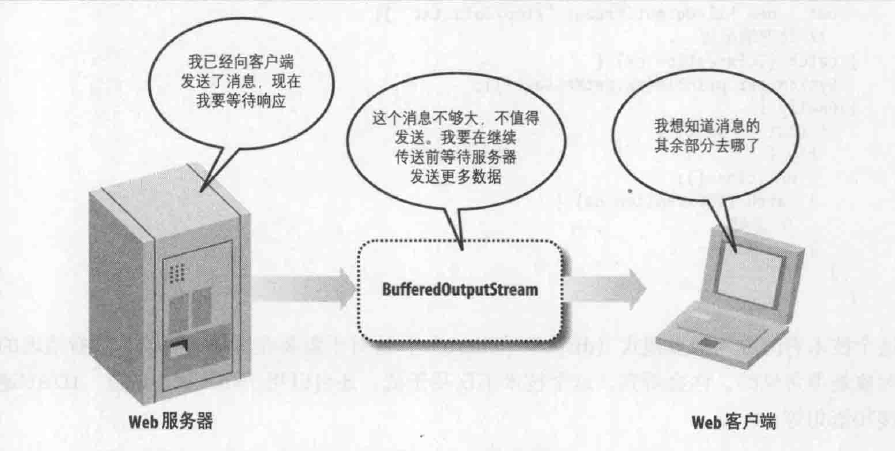 我已经向客户端
发送了消息，现在
我要等待响应
这个消息不够大，不值得
发送。我要在继续
传送前等待服务器
发送更多数据
我想知道消息的
其余部分去哪了
BufferedOutputStream
Web 服务器
Web 客户端